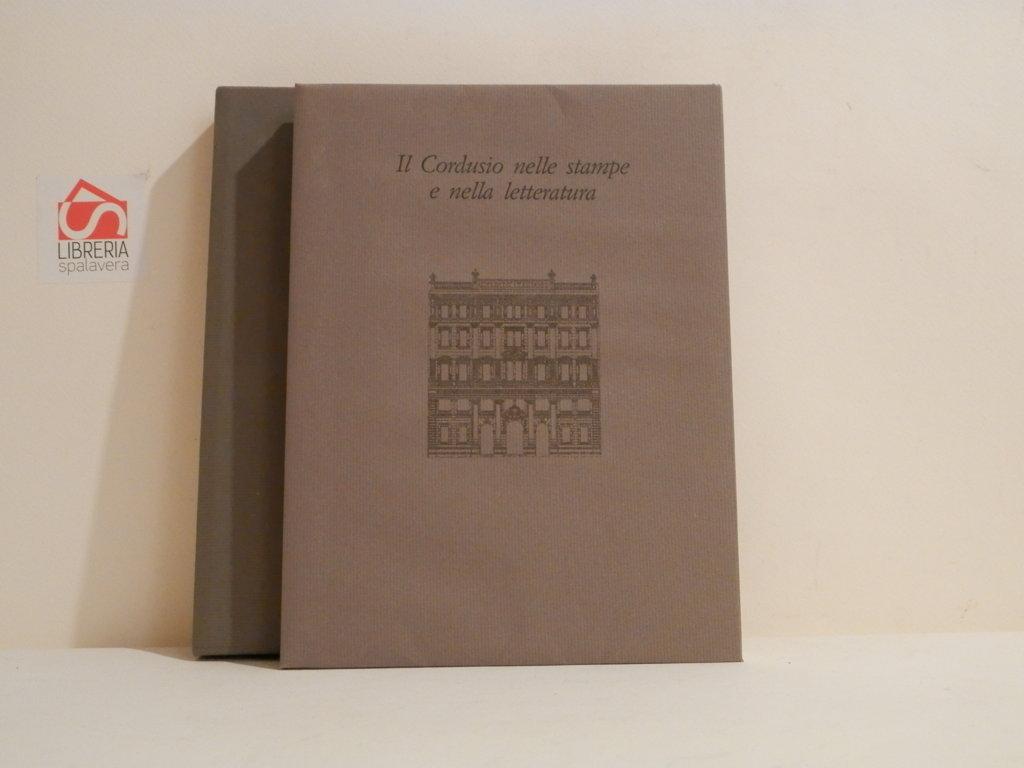 Il Cordusio nelle stampe
e nella letteratura
LIBRERIA
spalavera